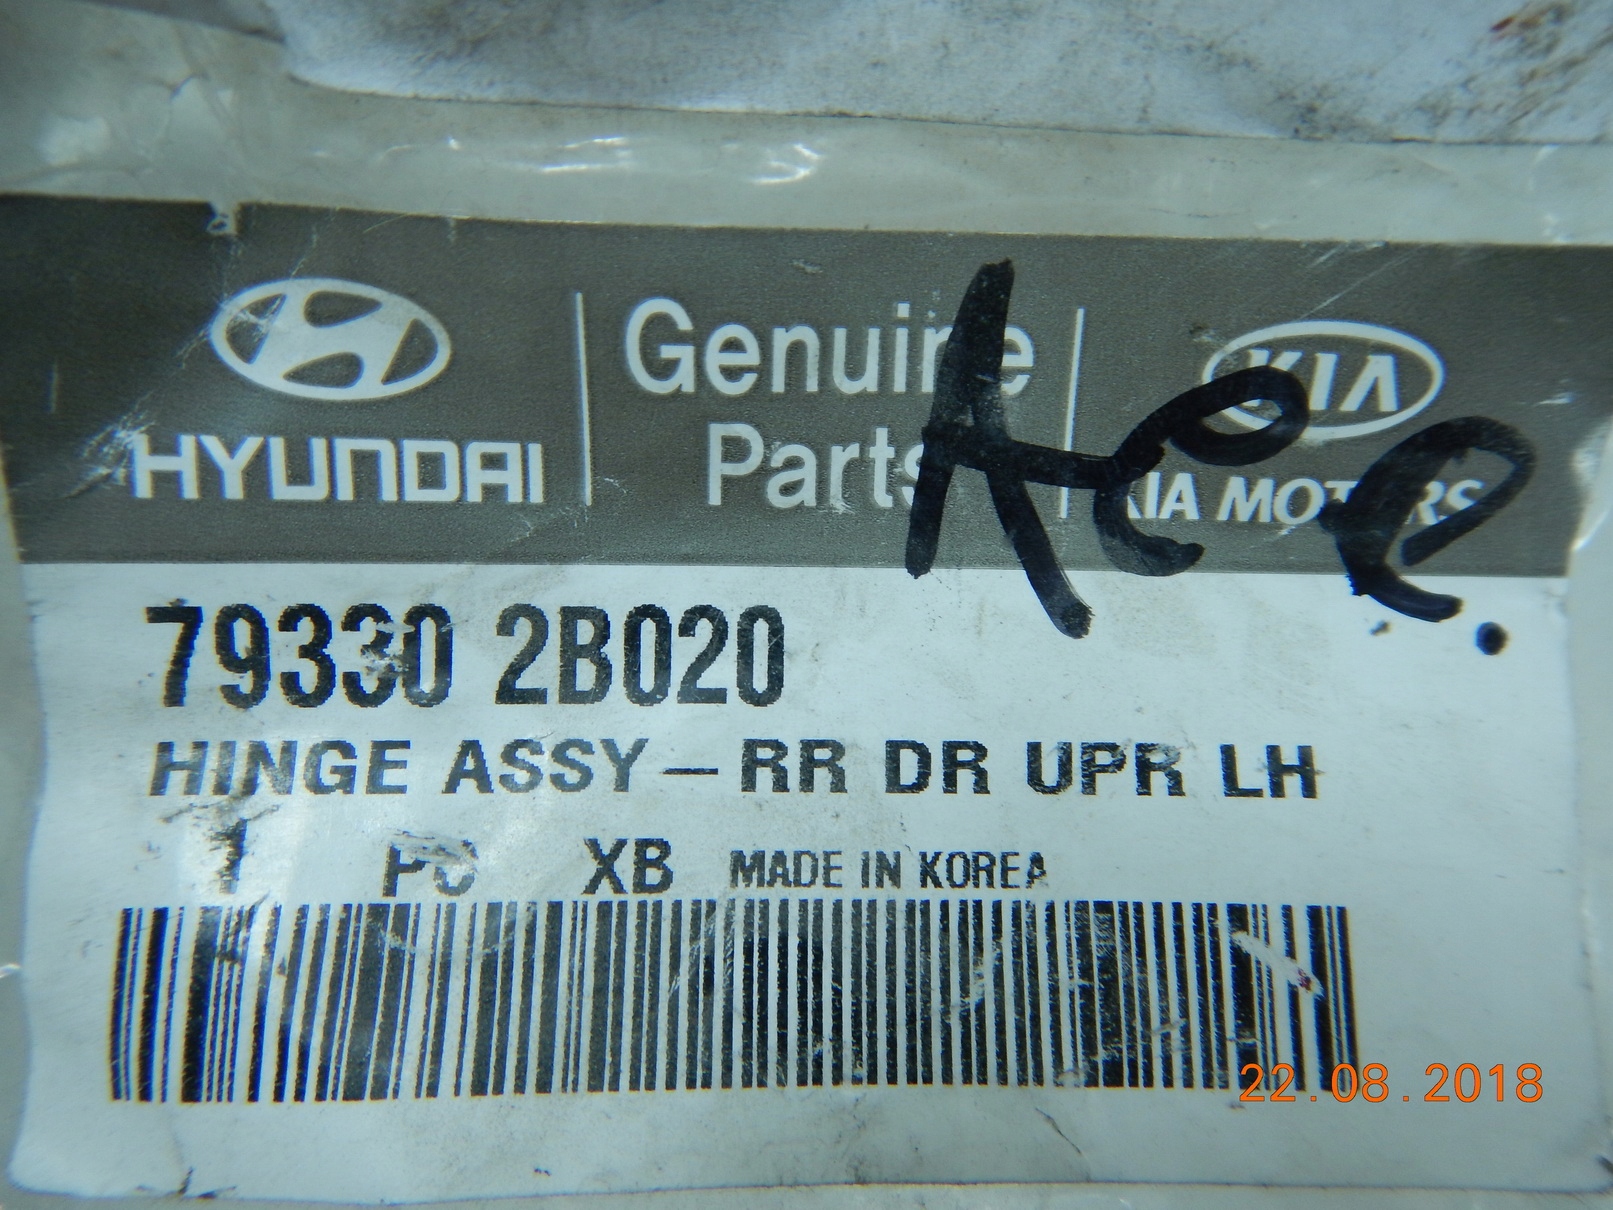 HYUNDAI
Genuine
Parts
KIA
KIA MOTORS
79330 2B020
HINGE ASSY-RR DR UPR LH
1 PC XB MADE IN KOREA
22.08.2018